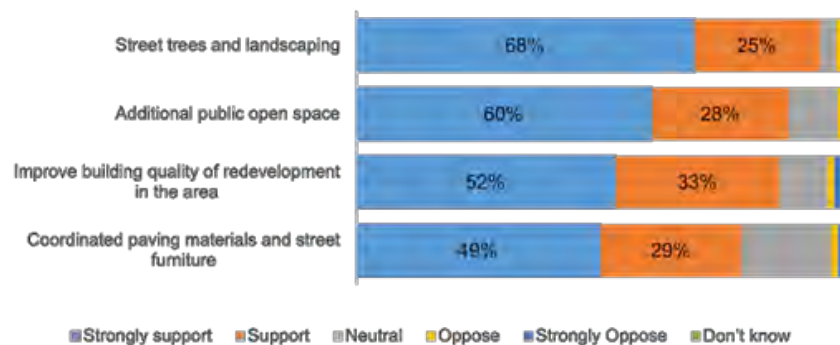 Street trees and landscaping
68%
25%
Additional public open space
60%
28%
Improve building quality of redevelopment
in the area
52%
33%
Coordinated paving materials and street
furniture
49%
29%
Strongly support Support Neutral Oppose Strongly Oppose Don't know